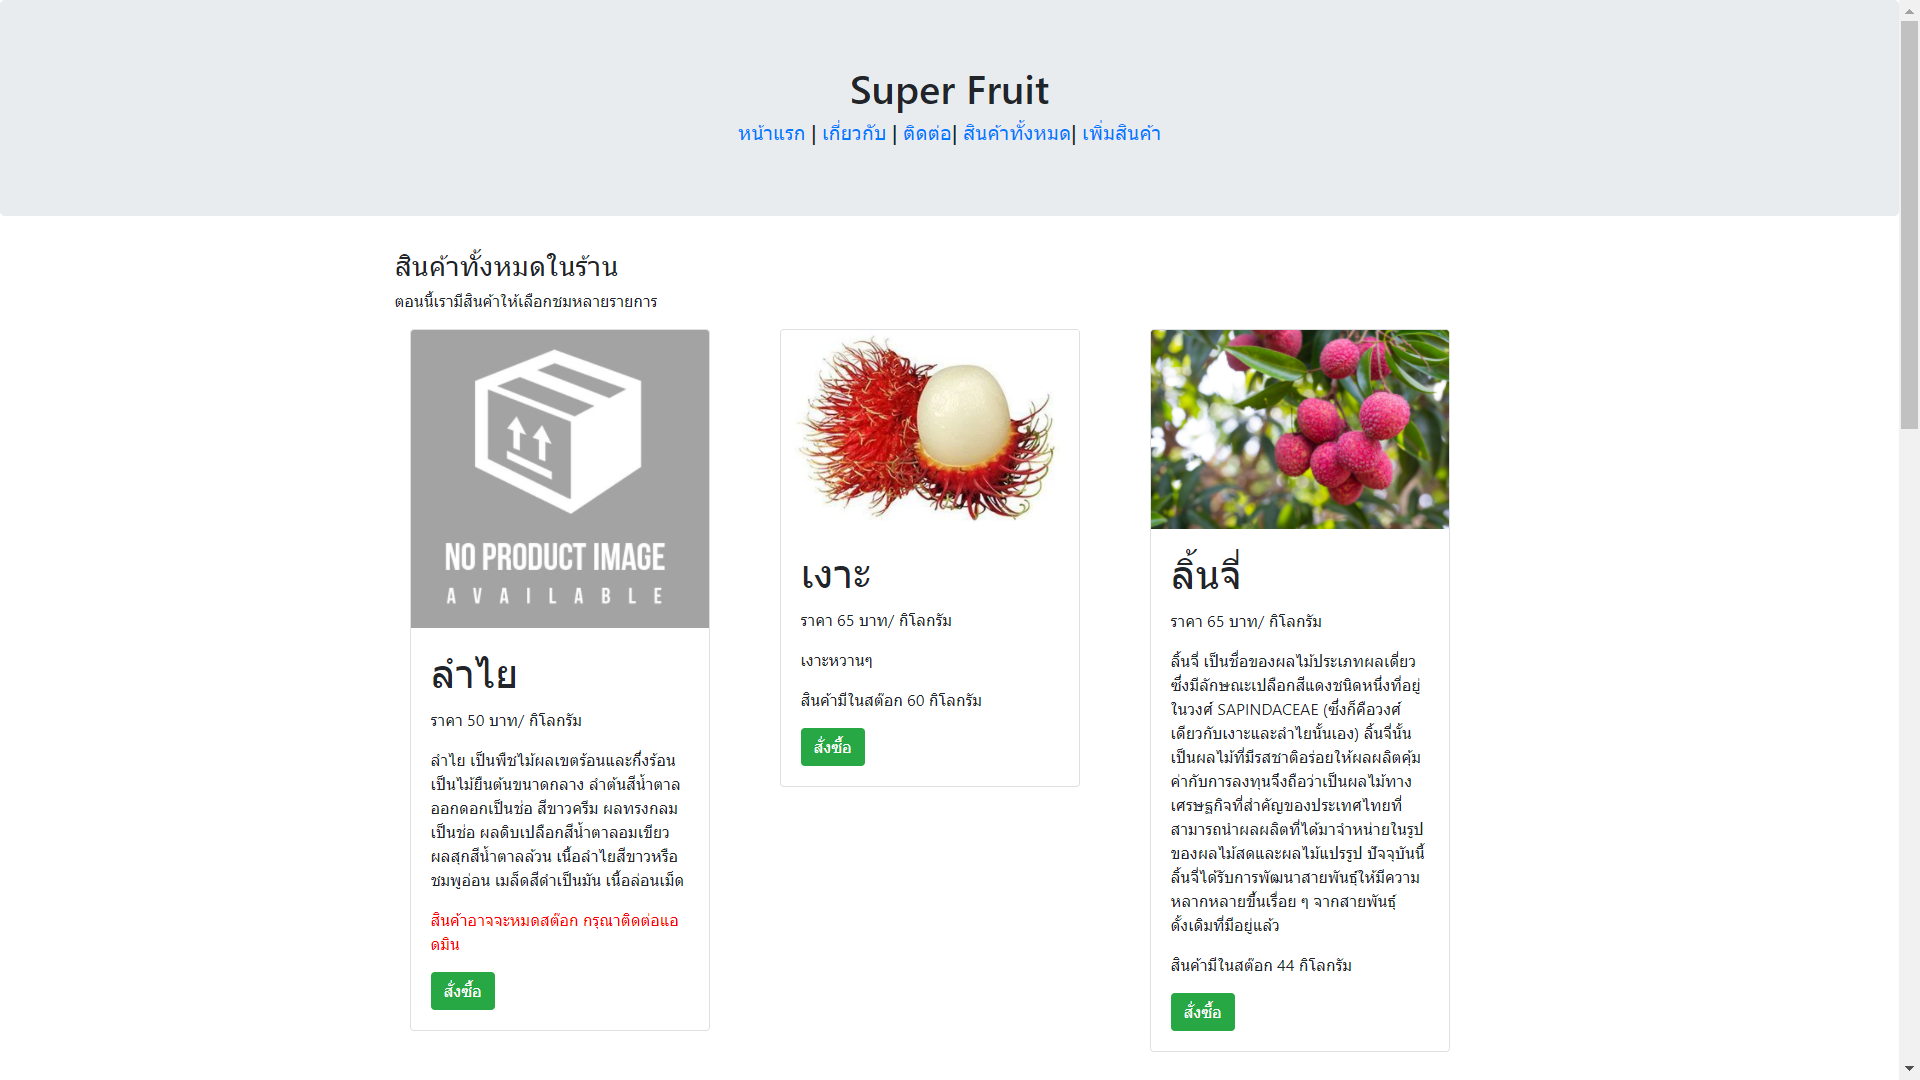 Super Fruit
หน้าแรก | เกี่ยวกับ | ติดต่อ| สินค้าทั้งหมด| เพิ่มสินค้า
สินค้าทั้งหมดในร้าน
ตอนนี้เรามีสินค้าให้เลือกชมหลายรายการ
NO PRODUCT IMAGE
AVAILABLE
ลำไย
ราคา 50 บาท/ กิโลกรัม
ลำไย เป็นพืชไม้ผลเขตร้อนและกึ่งร้อน
เป็นไม้ยืนต้นขนาดกลาง ลำต้นสีน้ำตาล
ออกดอกเป็นช่อ สีขาวครีม ผลทรงกลม
เป็นช่อ ผลดิบเปลือกสีน้ำตาลอมเขียว
ผลสุกสีน้ำตาลล้วน เนื้อลำไยสีขาวหรือ
ชมพูอ่อน เมล็ดสีดำเป็นมัน เนื้อล่อนเม็ด
สินค้าอาจจะหมดสต๊อก กรุณาติดต่อแอ
ดมิน
สั่งซื้อ
เงาะ
ราคา 65 บาท/ กิโลกรัม
เงาะหวานๆ
สินค้ามีในสต๊อก 60 กิโลกรัม
สั่งซื้อ
ลิ้นจี่
ราคา 65 บาท/ กิโลกรัม
ลิ้นจี่ เป็นชื่อของผลไม้ประเภทผลเดี่ยว
ซึ่งมีลักษณะเปลือกสีแดงชนิดหนึ่งที่อยู่
ในวงศ์ SAPINDACEAE (ซึ่งก็คือวงศ์
เดียวกับเงาะและลำไยนั้นเอง) ลิ้นจี่นั้น
เป็นผลไม้ที่มีรสชาติอร่อยให้ผลผลิตคุ้ม
ค่ากับการลงทุนจึงถือว่าเป็นผลไม้ทาง
เศรษฐกิจที่สำคัญของประเทศไทยที่
สามารถนำผลผลิตที่ได้มาจำหน่ายในรูป
ของผลไม้สดและผลไม้แปรรูป ปัจจุบันนี้
ลิ้นจี่ได้รับการพัฒนาสายพันธุ์ให้มีความ
หลากหลายขึ้นเรื่อย ๆ จากสายพันธุ์
ดั้งเดิมที่มีอยู่แล้ว
สินค้ามีในสต๊อก 44 กิโลกรัม
สั่งซื้อ